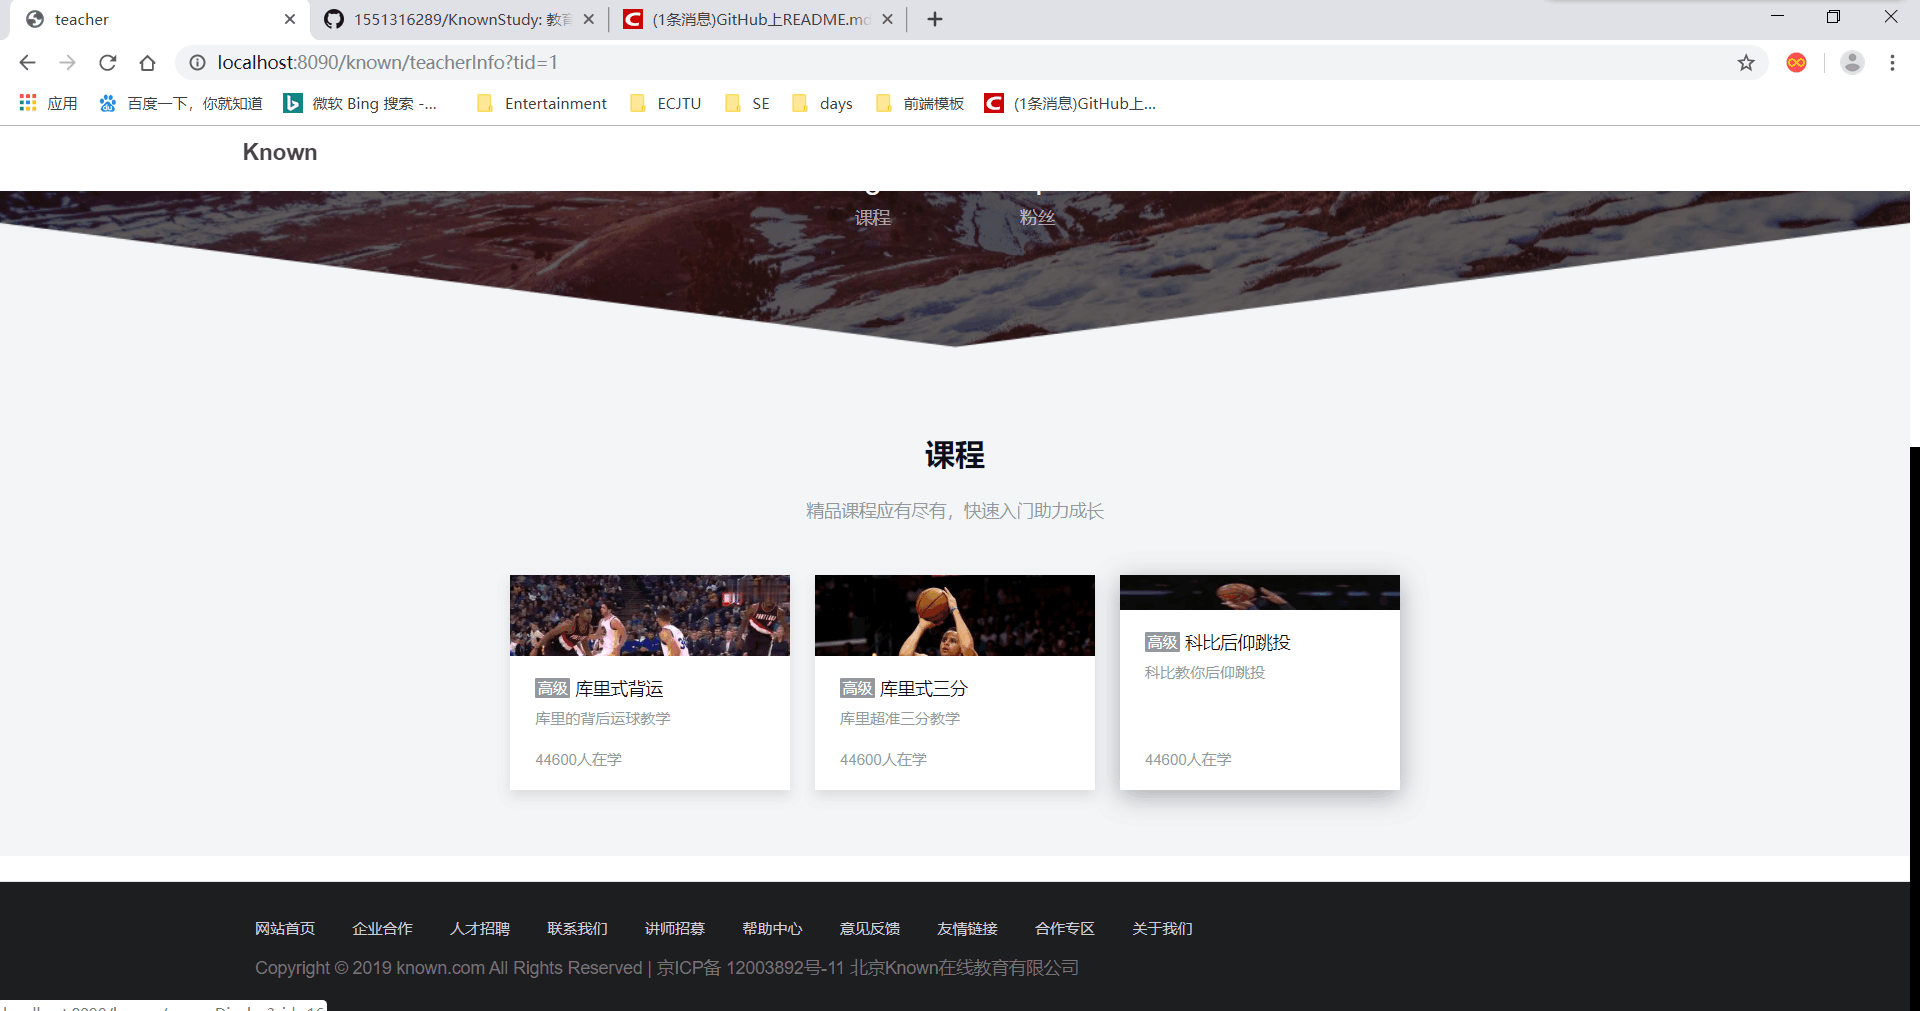 teacher
1551316289/KnownStudy: 教育
(1条消息)GitHub上README.md
localhost:8090/known/teacherInfo?tid=1
应用 百度一下，你就知道 微软 Bing 搜索 -... Entertainment ECJTU SE days 前端模板 (1条消息)GitHub上...
Known
课程 粉丝
课程
精品课程应有尽有，快速入门助力成长
高级 库里式背运
库里的背后运球教学
44600人在学
高级 库里式三分
库里超准三分教学
44600人在学
高级 科比后仰跳投
科比教你后仰跳投
44600人在学
网站首页 企业合作 人才招聘 联系我们 讲师招募 帮助中心 意见反馈 友情链接 合作专区 关于我们
Copyright © 2019 known.com All Rights Reserved | 京ICP备 12003892号-11 北京Known在线教育有限公司